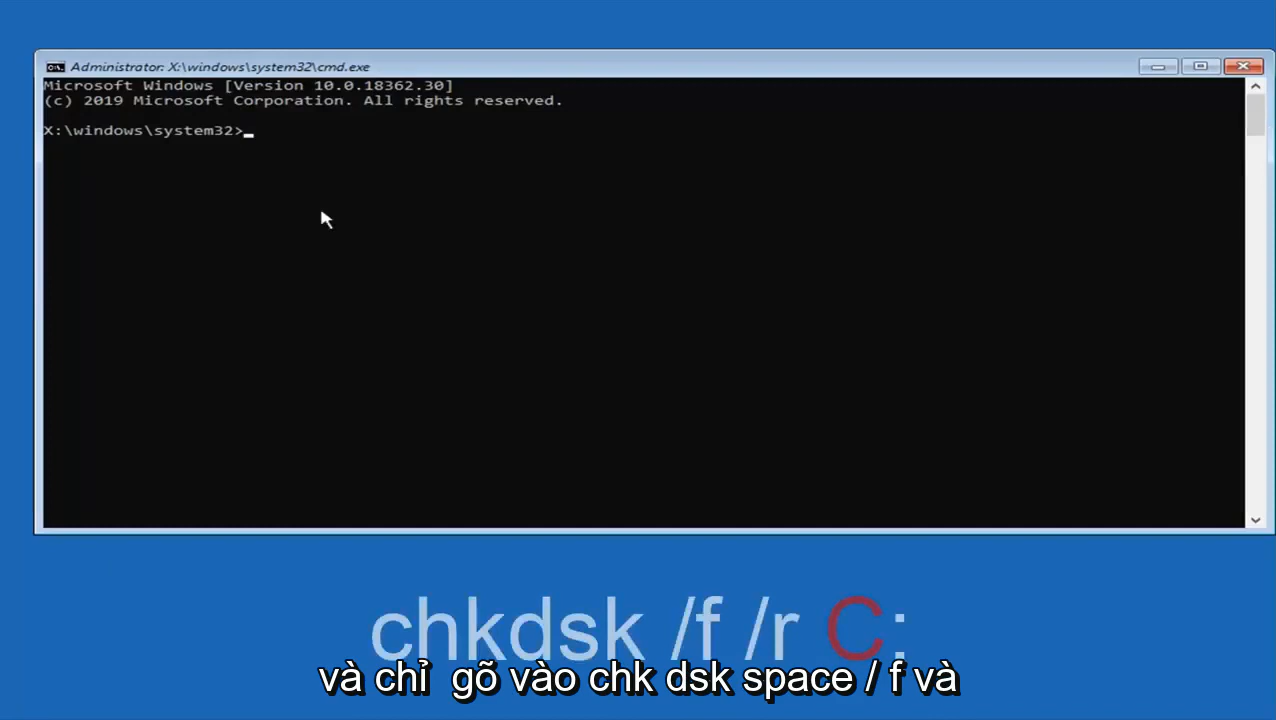 Administrator: X:\windows\system32\cmd.exe
Microsoft Windows [Version 10.0.18362.30]
(c) 2019 Microsoft Corporation. All rights reserved.
X:\windows\system32>
chkdsk /f /r C:
và chỉ gõ vào chk dsk space / f và